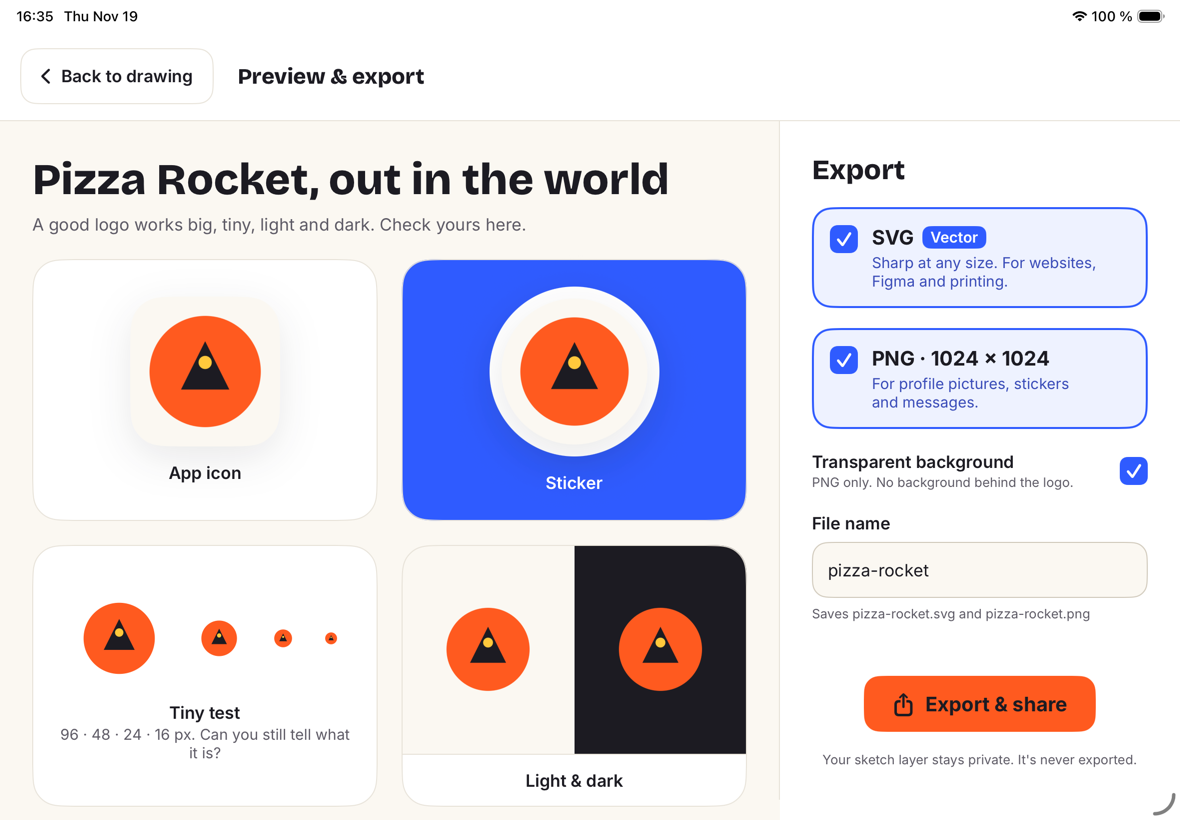 16:35 Thu Nov 19
100 %
Back to drawing
Preview & export
Pizza Rocket, out in the world
A good logo works big, tiny, light and dark. Check yours here.
App icon
Sticker
Tiny test
96 · 48 · 24 · 16 px. Can you still tell what
it is?
Light & dark
Export
SVG Vector
Sharp at any size. For websites,
Figma and printing.
PNG · 1024 × 1024
For profile pictures, stickers
and messages.
Transparent background
PNG only. No background behind the logo.
File name
pizza-rocket
Saves pizza-rocket.svg and pizza-rocket.png
Export & share
Your sketch layer stays private. It's never exported.